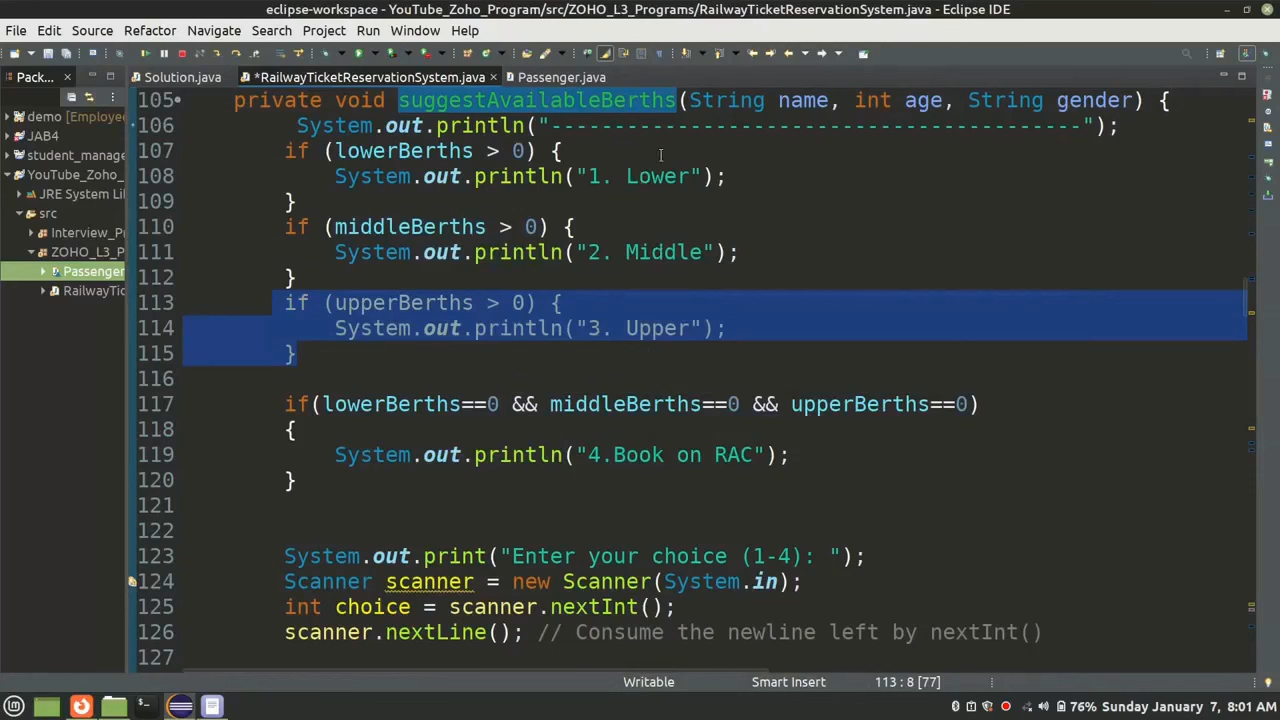 eclipse-workspace - YouTube_Zoho_Program/src/ZOHO_L3_Programs/RailwayTicketReservationSystem.java - Eclipse IDE
File Edit Source Refactor Navigate Search Project Run Window Help
Pack... Solution.java *RailwayTicketReservationSystem.java Passenger.java
demo [Employee
JAB4
student_manage
YouTube_Zoho_
JRE System Lib
src
Interview_Pr
ZOHO_L3_P
Passenger
RailwayTic
105 private void suggestAvailableBerths(String name, int age, String gender) {
106 System.out.println("------------------------------------------");
107 if (lowerBerths > 0) {
108 System.out.println("1. Lower");
109 }
110 if (middleBerths > 0) {
111 System.out.println("2. Middle");
112 }
113 if (upperBerths > 0) {
114 System.out.println("3. Upper");
115 }
116
117 if(lowerBerths==0 && middleBerths==0 && upperBerths==0)
118 {
119 System.out.println("4.Book on RAC");
120 }
121
122
123 System.out.print("Enter your choice (1-4): ");
124 Scanner scanner = new Scanner(System.in);
125 int choice = scanner.nextInt();
126 scanner.nextLine(); // Consume the newline left by nextInt()
127
Writable Smart Insert 113 : 8 [77]
76% Sunday January 7, 8:01 AM